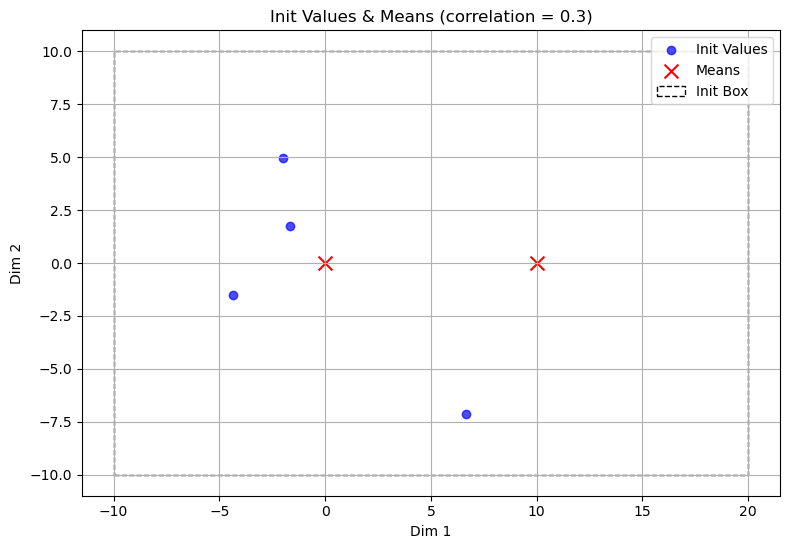 Init Values & Means (correlation = 0.3)
Init Values
Means
Init Box
10.0
7.5
5.0
2.5
0.0
−2.5
−5.0
−7.5
−10.0
Dim 2
−10
−5
0
5
10
15
20
Dim 1